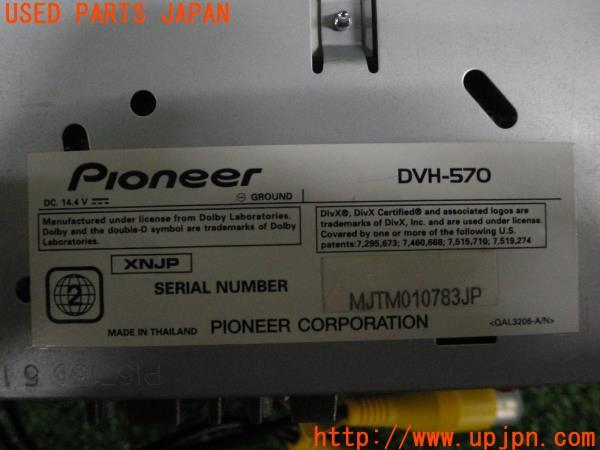 USED PARTS JAPAN
Pioneer
DVH-570
DC. 14.4 V
⊖ GROUND
Manufactured under license from Dolby Laboratories.
Dolby and the double-D symbol are trademarks of Dolby
Laboratories.
DivX®, DivX Certified® and associated logos are
trademarks of DivX, Inc. and are used under license.
Covered by one or more of the following U.S.
patents:7,295,673; 7,460,668; 7,515,710; 7,519,274
XNJP
2
SERIAL NUMBER
MJTM010783JP
MADE IN THAILAND
PIONEER CORPORATION
<QAL3206-A/N>
http://www.upjpn.com/